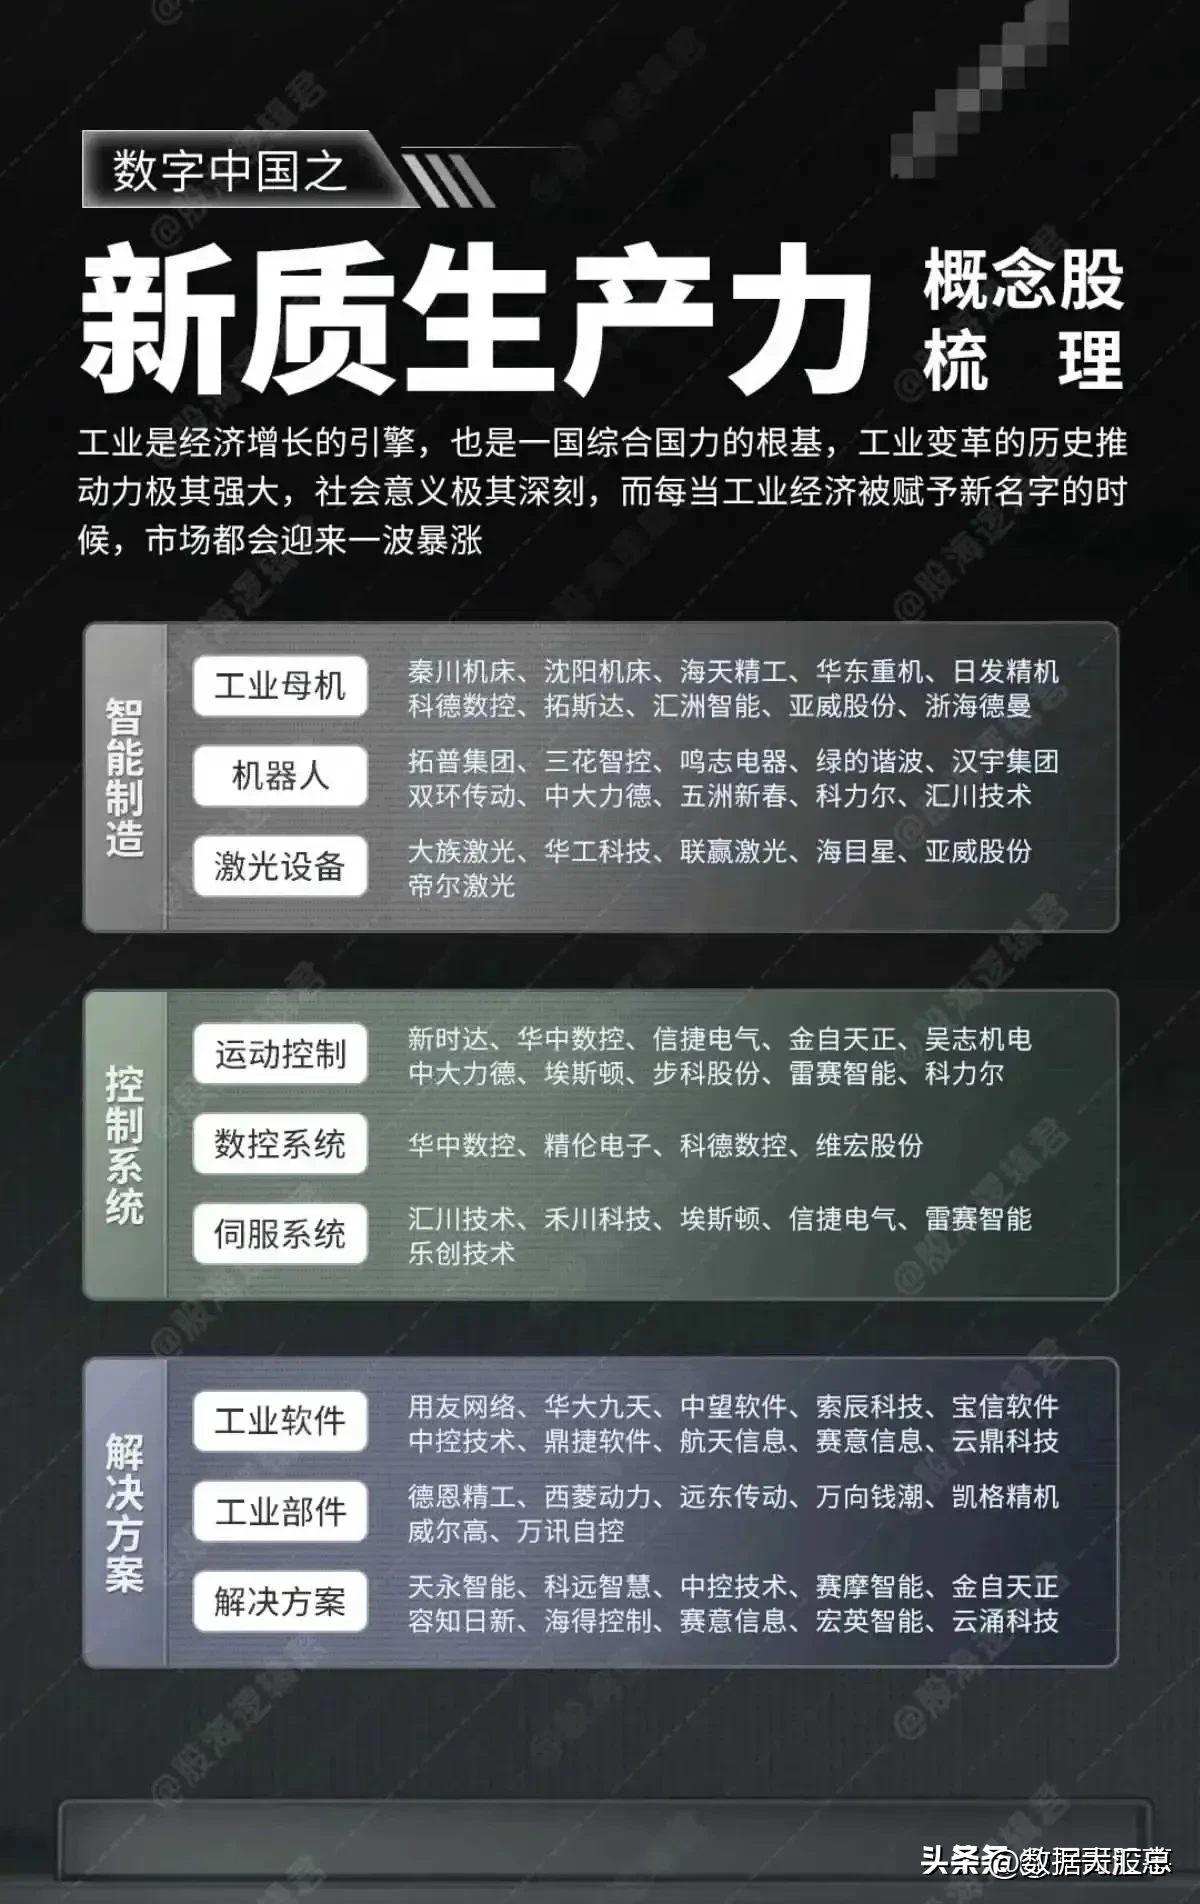 数字中国之
新质生产力
概念股
梳 理
工业是经济增长的引擎，也是一国综合国力的根基，工业变革的历史推
动力极其强大，社会意义极其深刻，而每当工业经济被赋予新名字的时
候，市场都会迎来一波暴涨
智能制造
工业母机
秦川机床、沈阳机床、海天精工、华东重机、日发精机
科德数控、拓斯达、汇洲智能、亚威股份、浙海德曼
机器人
拓普集团、三花智控、鸣志电器、绿的谐波、汉宇集团
双环传动、中大力德、五洲新春、科力尔、汇川技术
激光设备
大族激光、华工科技、联赢激光、海目星、亚威股份
帝尔激光
控制系统
运动控制
新时达、华中数控、信捷电气、金自天正、吴志机电
中大力德、埃斯顿、步科股份、雷赛智能、科力尔
数控系统
华中数控、精伦电子、科德数控、维宏股份
伺服系统
汇川技术、禾川科技、埃斯顿、信捷电气、雷赛智能
乐创技术
解决方案
工业软件
用友网络、华大九天、中望软件、索辰科技、宝信软件
中控技术、鼎捷软件、航天信息、赛意信息、云鼎科技
工业部件
德恩精工、西菱动力、远东传动、万向钱潮、凯格精机
威尔高、万讯自控
解决方案
天永智能、科远智慧、中控技术、赛摩智能、金自天正
容知日新、海得控制、赛意信息、宏英智能、云涌科技
@股海逻辑君
头条